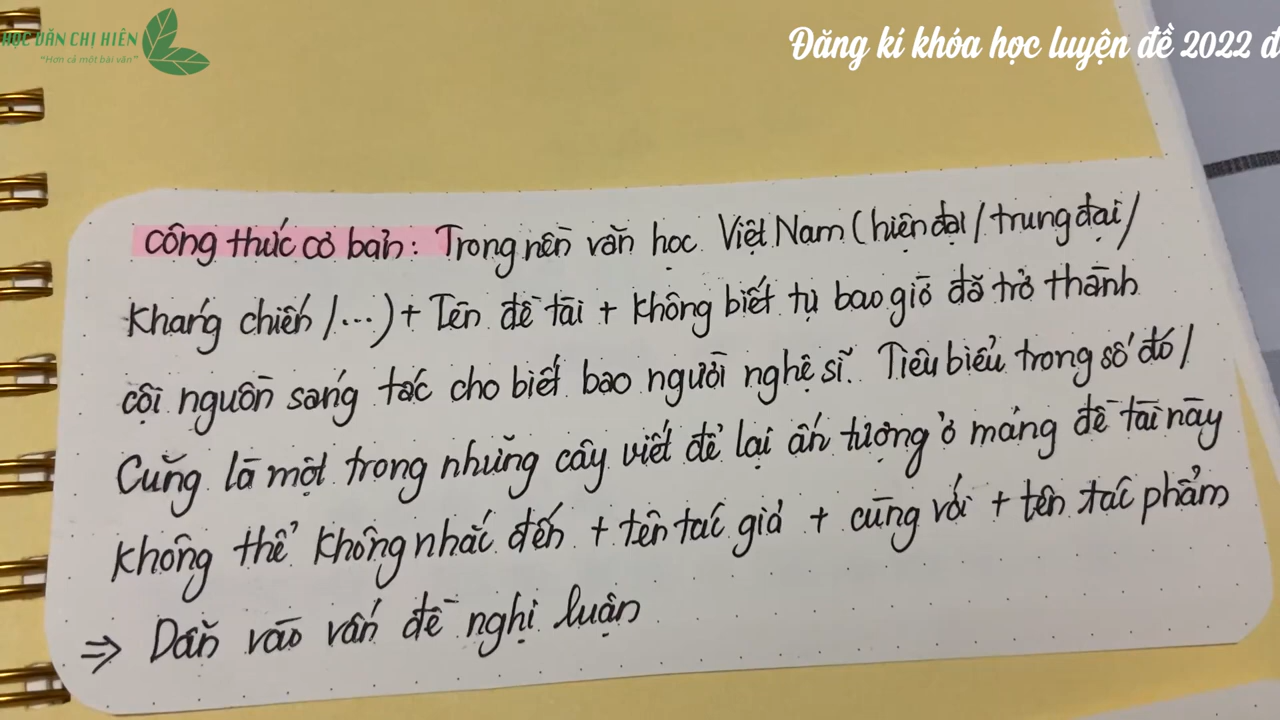 HỌC VĂN CHỊ HIÊN
"Hơn cả một bài văn"
Đăng kí khóa học luyện đề 2022 đ
Công thức cơ bản: Trong nền văn học Việt Nam (hiện đại / trung đại /
Kháng chiến /...) + Tên đề tài + Không biết tự bao giờ đã trở thành
cội nguồn sáng tác cho biết bao người nghệ sĩ. Tiêu biểu trong số đó /
Cũng là một trong những cây viết để lại ấn tượng ở mảng đề tài này
không thể không nhắc đến + tên tác giả + cùng với + tên tác phẩm
⇒ Dẫn vào vấn đề nghị luận